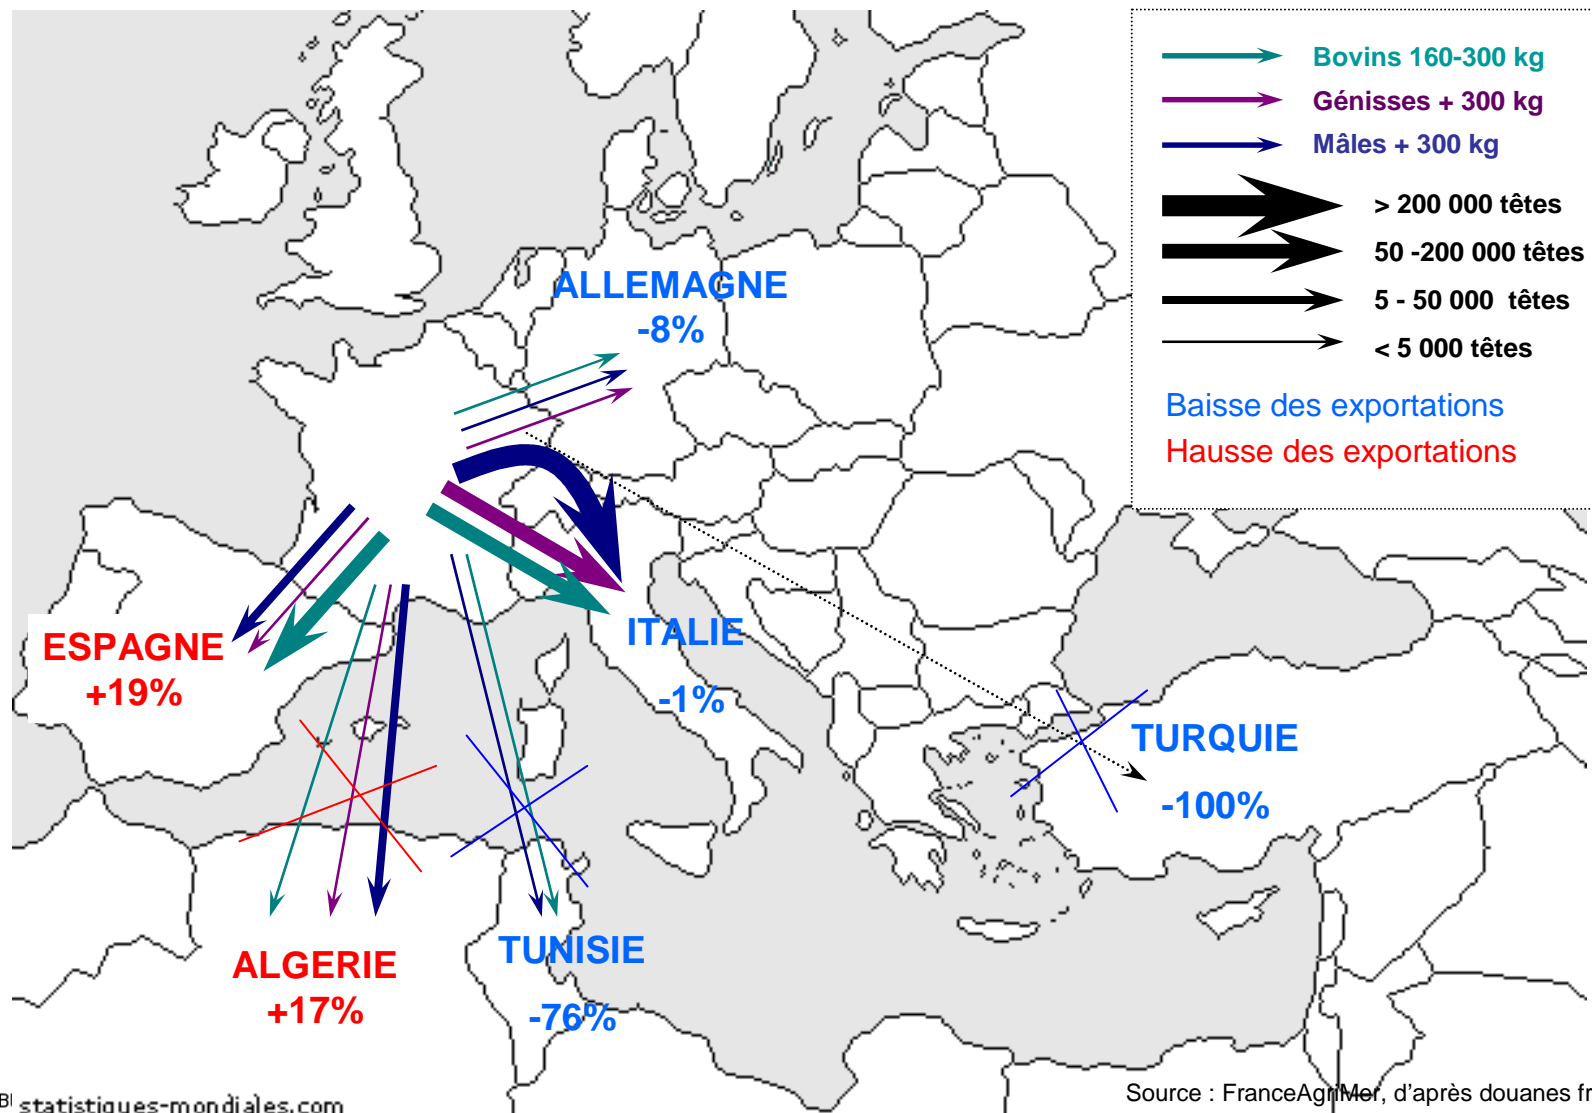 Bovins 160-300 kg
Génisses + 300 kg
Mâles + 300 kg
> 200 000 têtes
50 -200 000 têtes
5 - 50 000 têtes
< 5 000 têtes
Baisse des exportations
Hausse des exportations
ALLEMAGNE
-8%
ESPAGNE
+19%
ITALIE
-1%
TURQUIE
-100%
ALGERIE
+17%
TUNISIE
-76%
statistiques-mondiales.com
Source : FranceAgriMer, d'après douanes fr